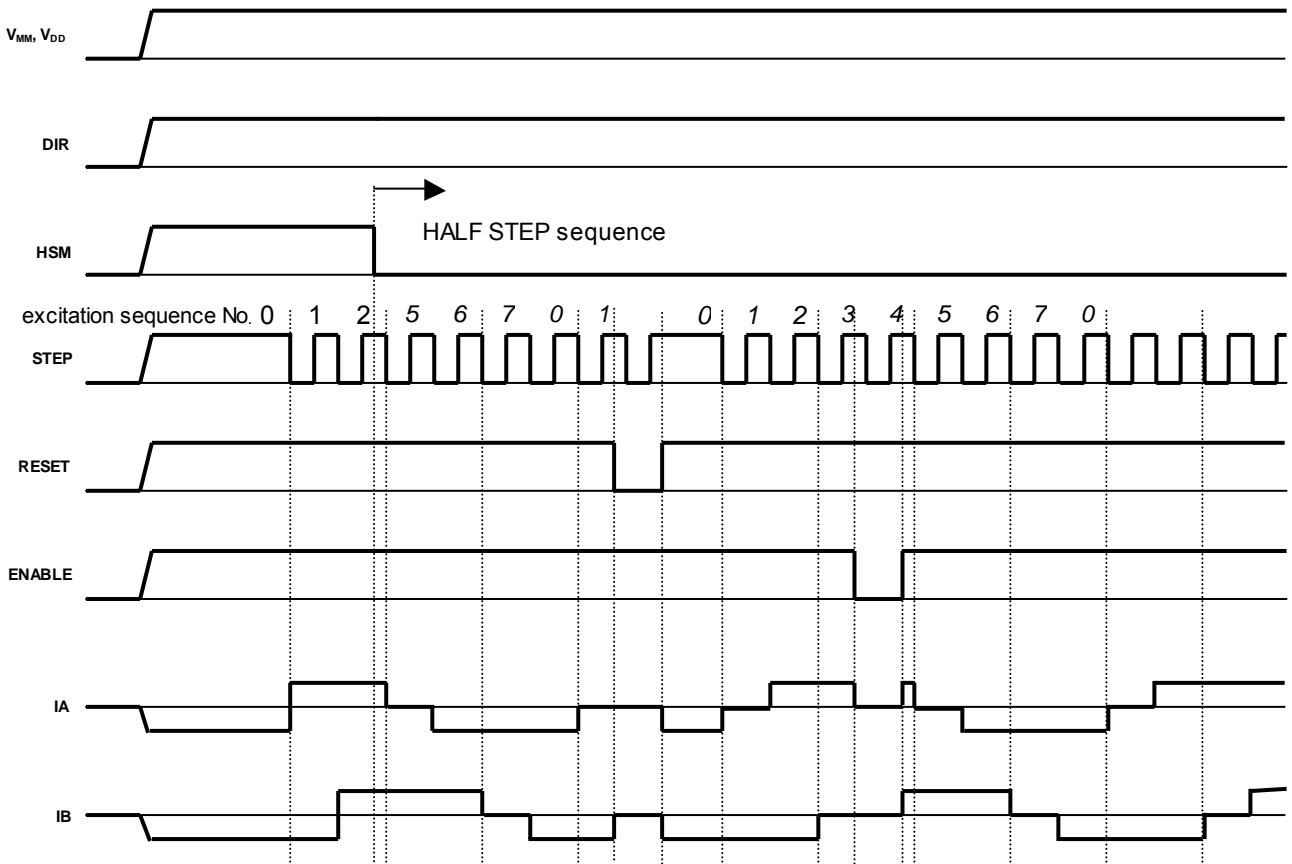 VMM, VDD
DIR
HSM
HALF STEP sequence
excitation sequence No. 0 1 2 5 6 7 0 1 0 1 2 3 4 5 6 7 0
STEP
RESET
ENABLE
IA
IB